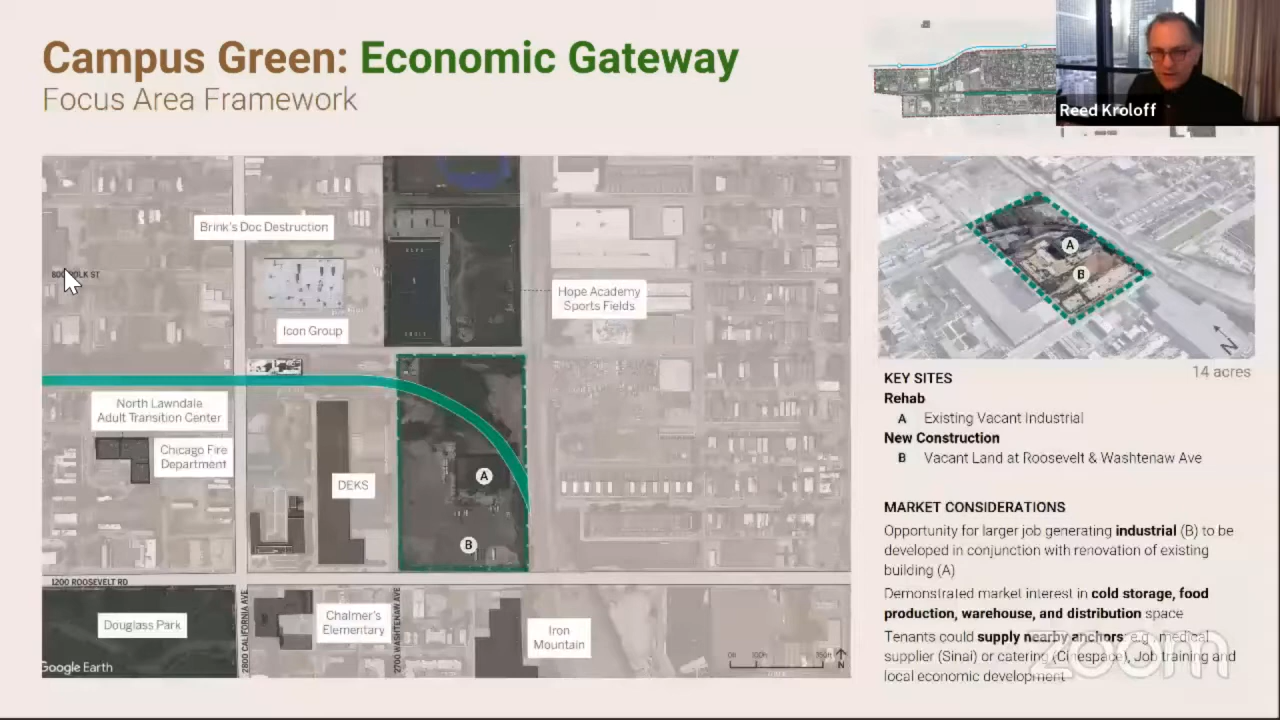 Campus Green: Economic Gateway
Focus Area Framework
Reed Kroloff
Brink's Doc Destruction
Icon Group
Hope Academy
Sports Fields
North Lawndale
Adult Transition Center
Chicago Fire
Department
DEKS
A
B
1200 ROOSEVELT RD
Douglass Park
2800 CALIFORNIA AVE
Chalmer's
Elementary
2700 WASHTENAW AVE
Iron
Mountain
Google Earth
N
A
B
N
14 acres
KEY SITES
Rehab
A Existing Vacant Industrial
New Construction
B Vacant Land at Roosevelt & Washtenaw Ave
MARKET CONSIDERATIONS
Opportunity for larger job generating industrial (B) to be
developed in conjunction with renovation of existing
building (A)
Demonstrated market interest in cold storage, food
production, warehouse, and distribution space
Tenants could supply nearby anchors e.g. medical
supplier (Sinai) or catering (Cinespace), Job training and
local economic development
zoom